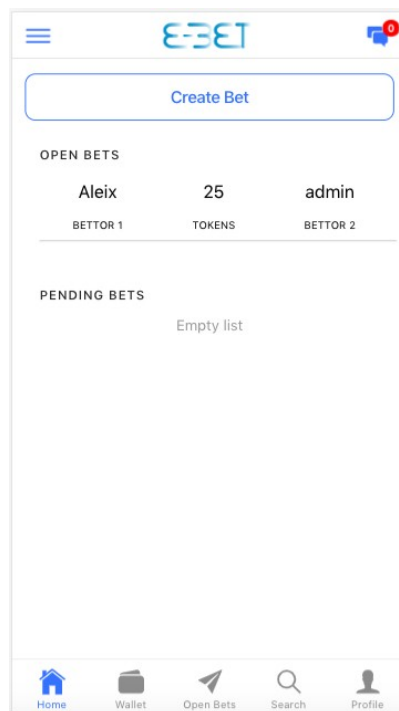 E-BET
0
Create Bet
OPEN BETS
Aleix 25 admin
BETTOR 1 TOKENS BETTOR 2
PENDING BETS
Empty list
Home Wallet Open Bets Search Profile